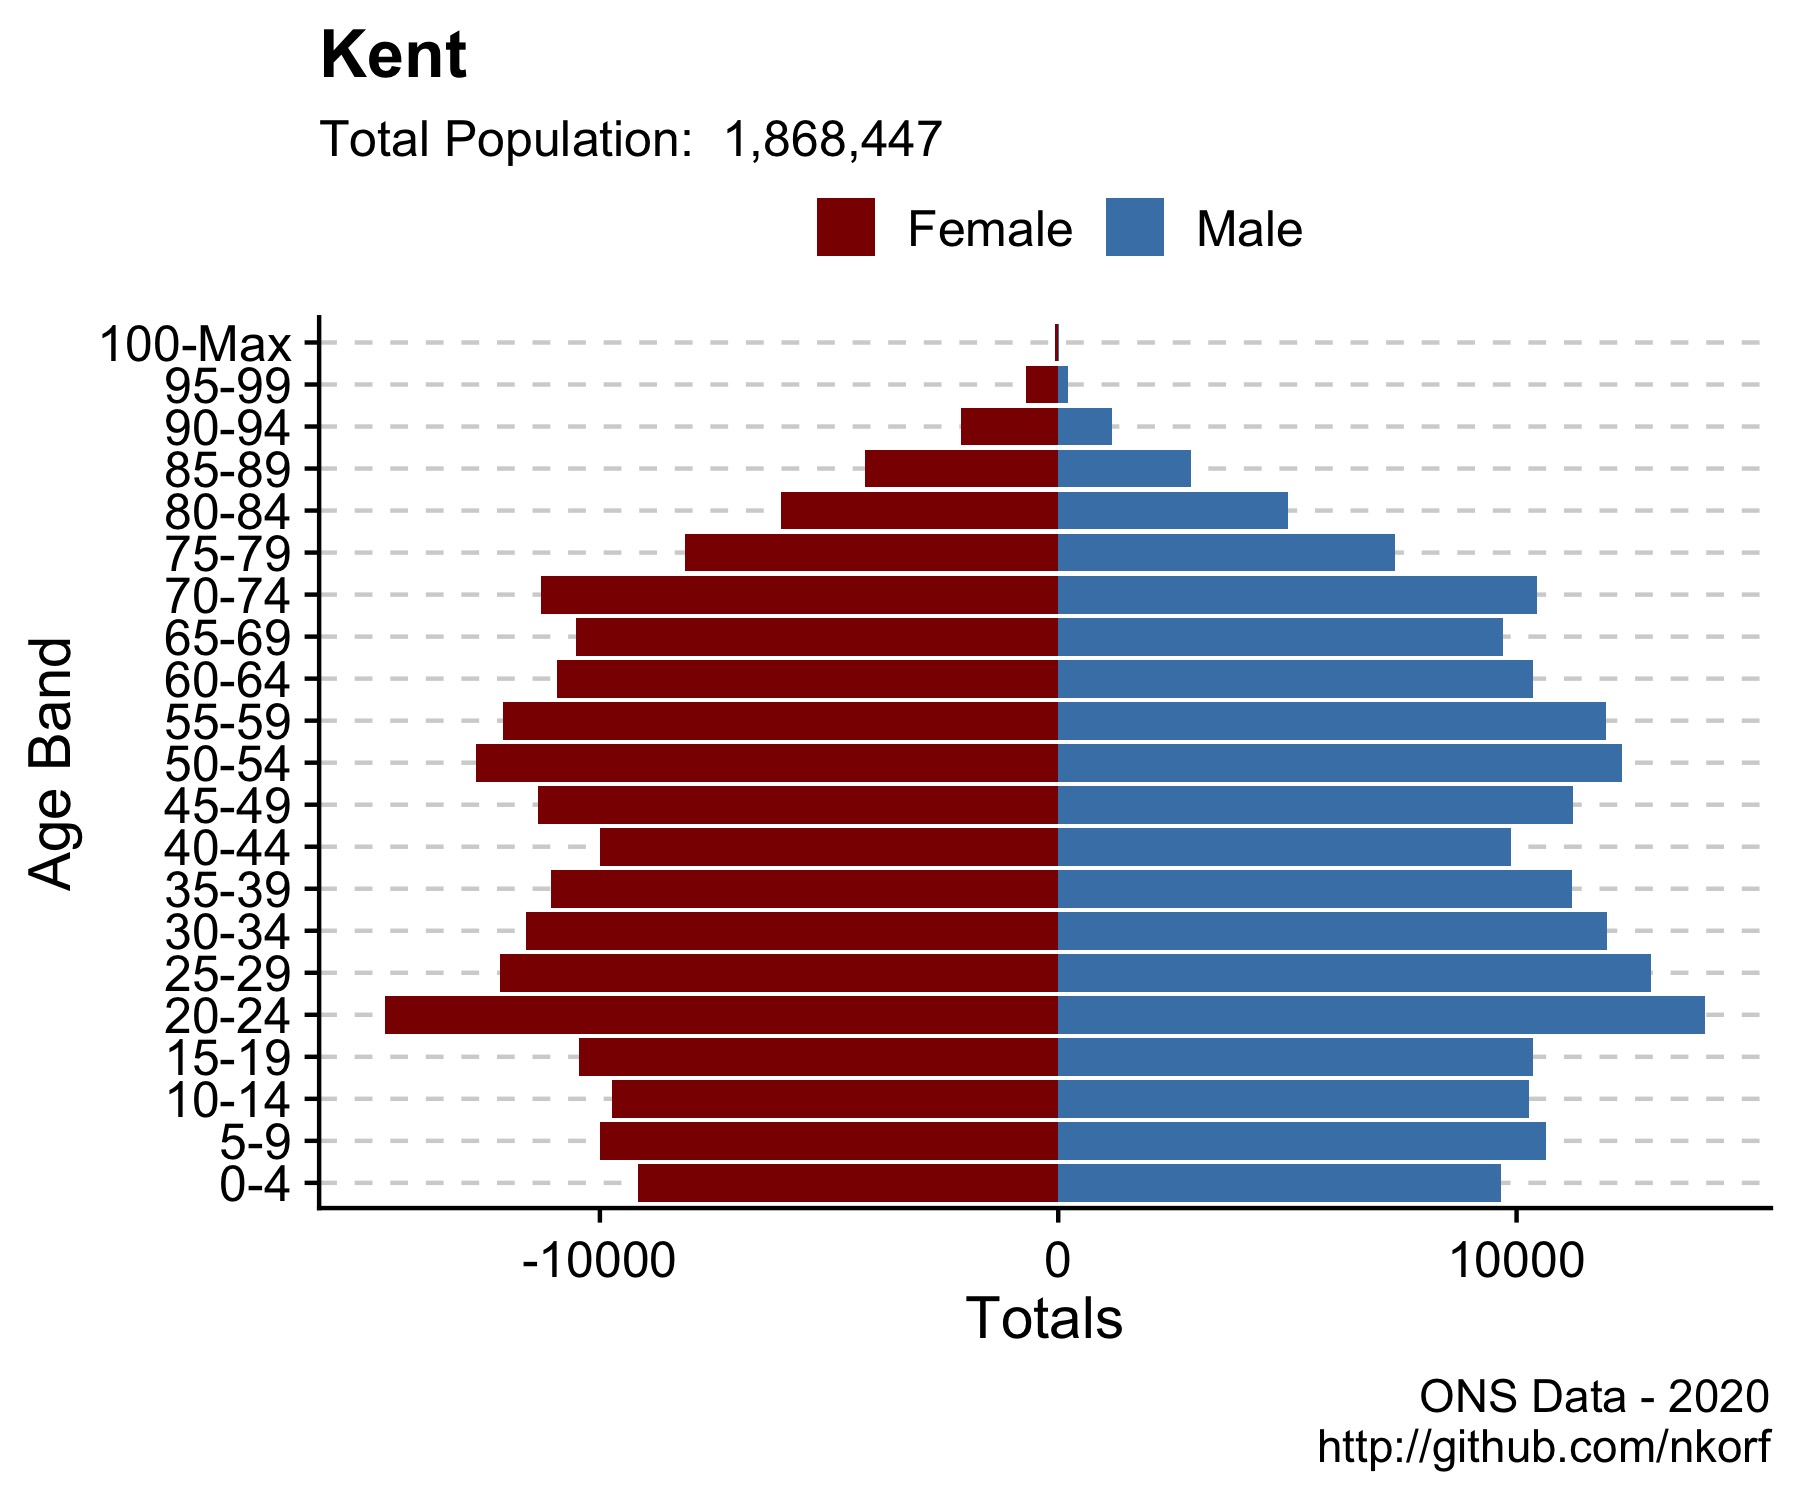 Kent
Total Population:  1,868,447
Female
Male
Age Band
100-Max
95-99
90-94
85-89
80-84
75-79
70-74
65-69
60-64
55-59
50-54
45-49
40-44
35-39
30-34
25-29
20-24
15-19
10-14
5-9
0-4
-10000
0
10000
Totals
ONS Data - 2020
http://github.com/nkorf